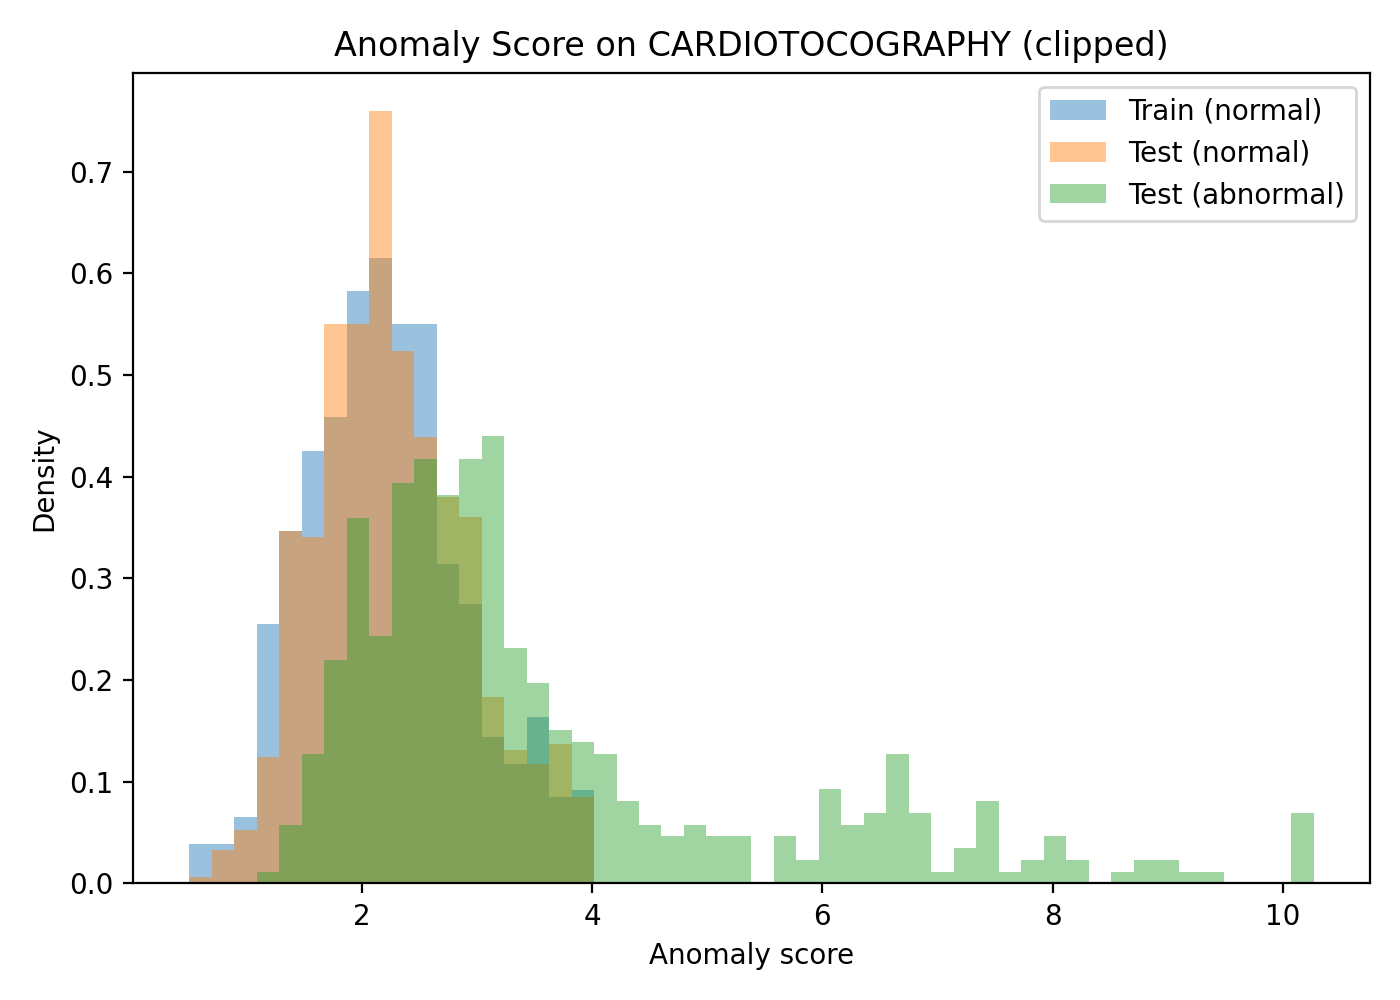 Anomaly Score on CARDIOTOCOGRAPHY (clipped)
Train (normal)
Test (normal)
Test (abnormal)
0.7
0.6
0.5
0.4
0.3
0.2
0.1
0.0
Density
2 4 6 8 10
Anomaly score